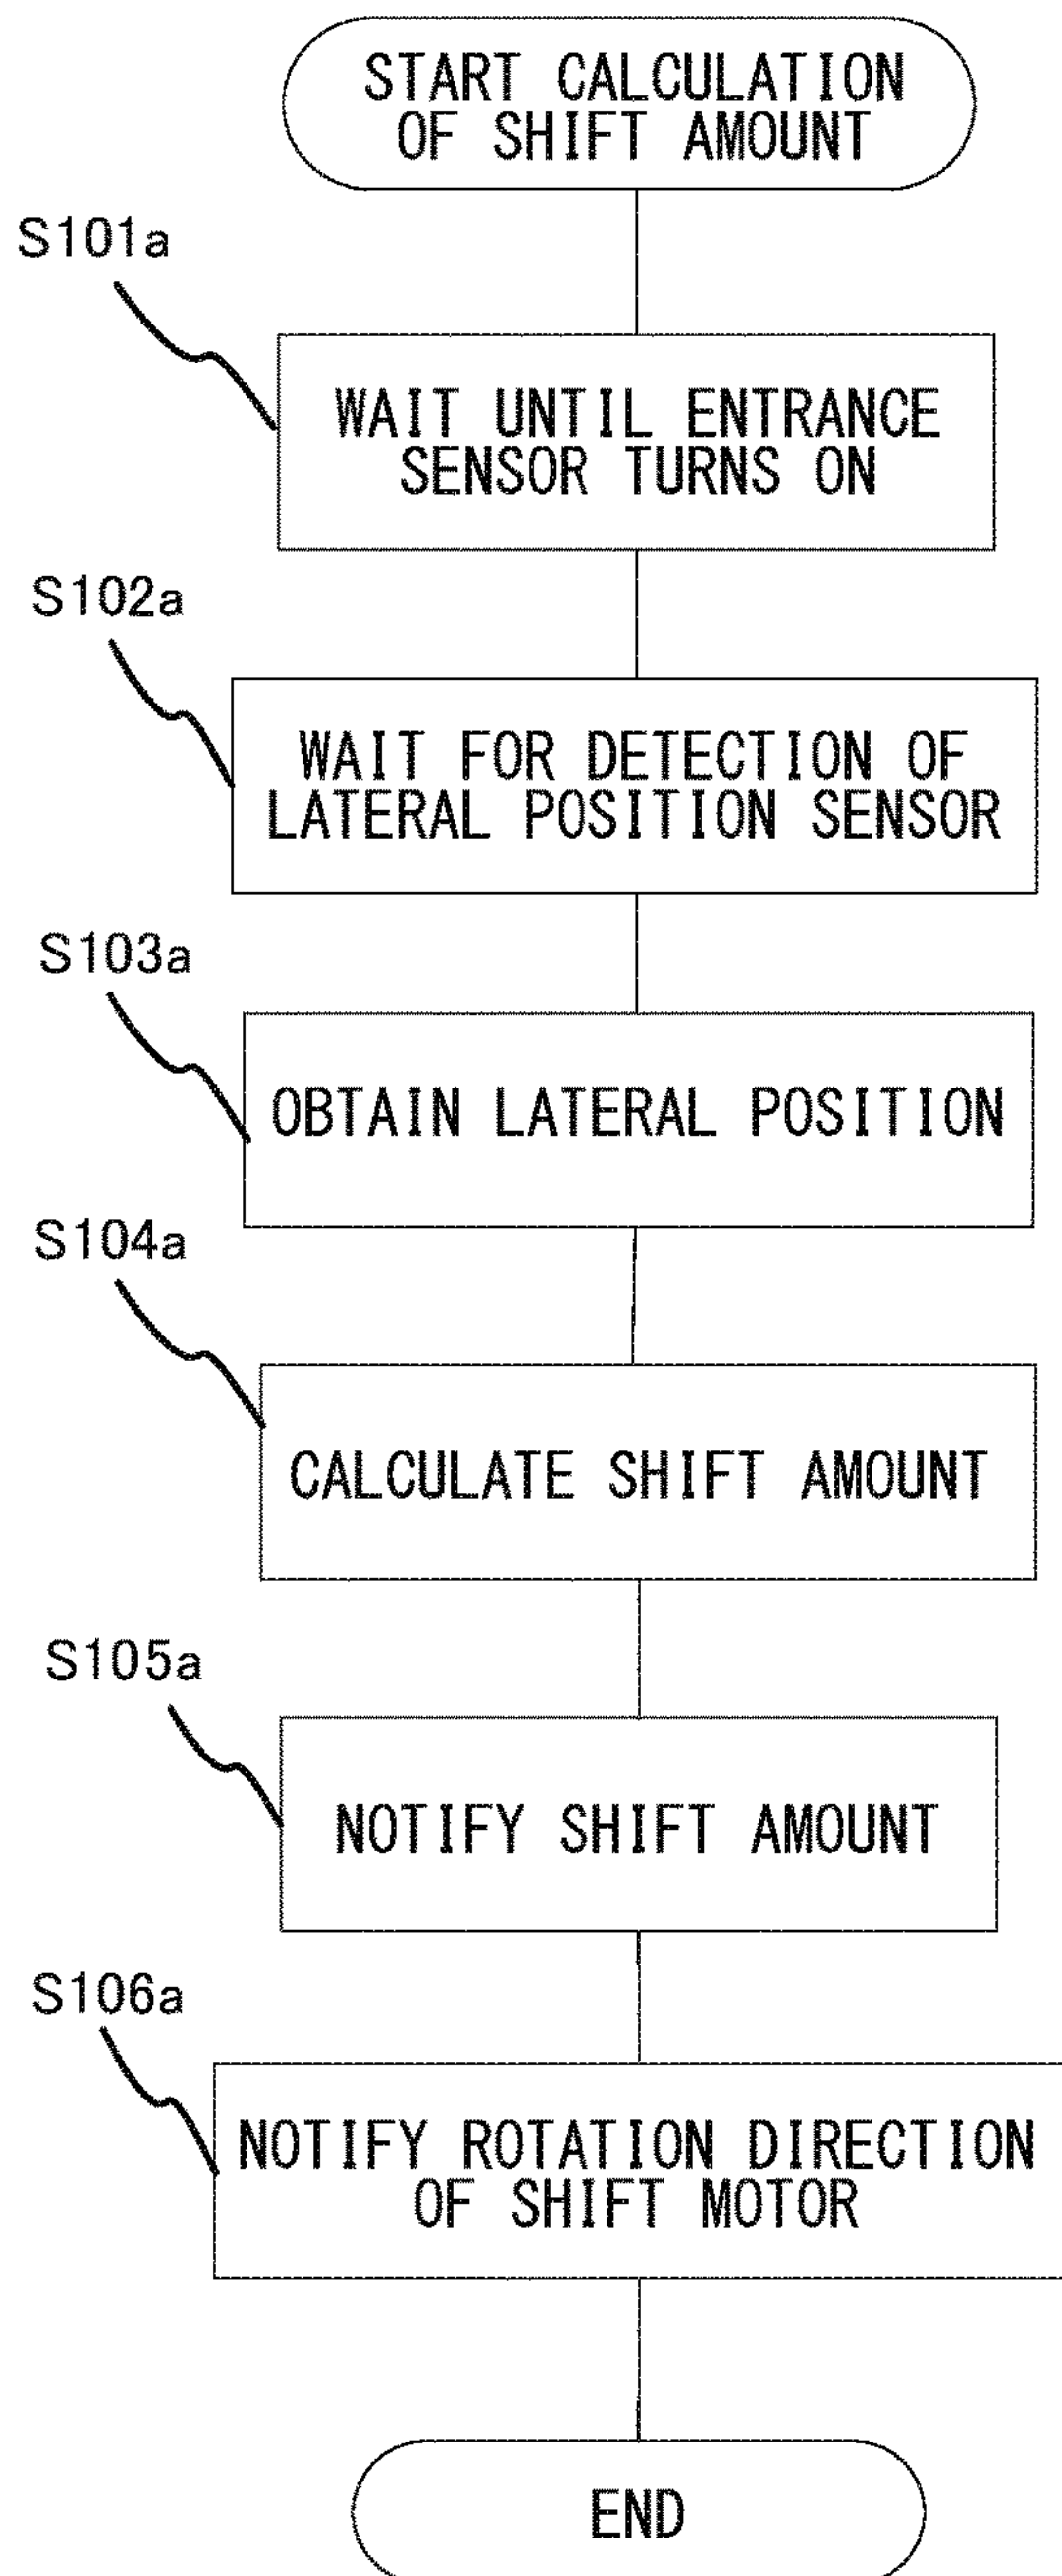 START CALCULATION
OF SHIFT AMOUNT
S101a
WAIT UNTIL ENTRANCE
SENSOR TURNS ON
S102a
WAIT FOR DETECTION OF
LATERAL POSITION SENSOR
S103a
OBTAIN LATERAL POSITION
S104a
CALCULATE SHIFT AMOUNT
S105a
NOTIFY SHIFT AMOUNT
S106a
NOTIFY ROTATION DIRECTION
OF SHIFT MOTOR
END